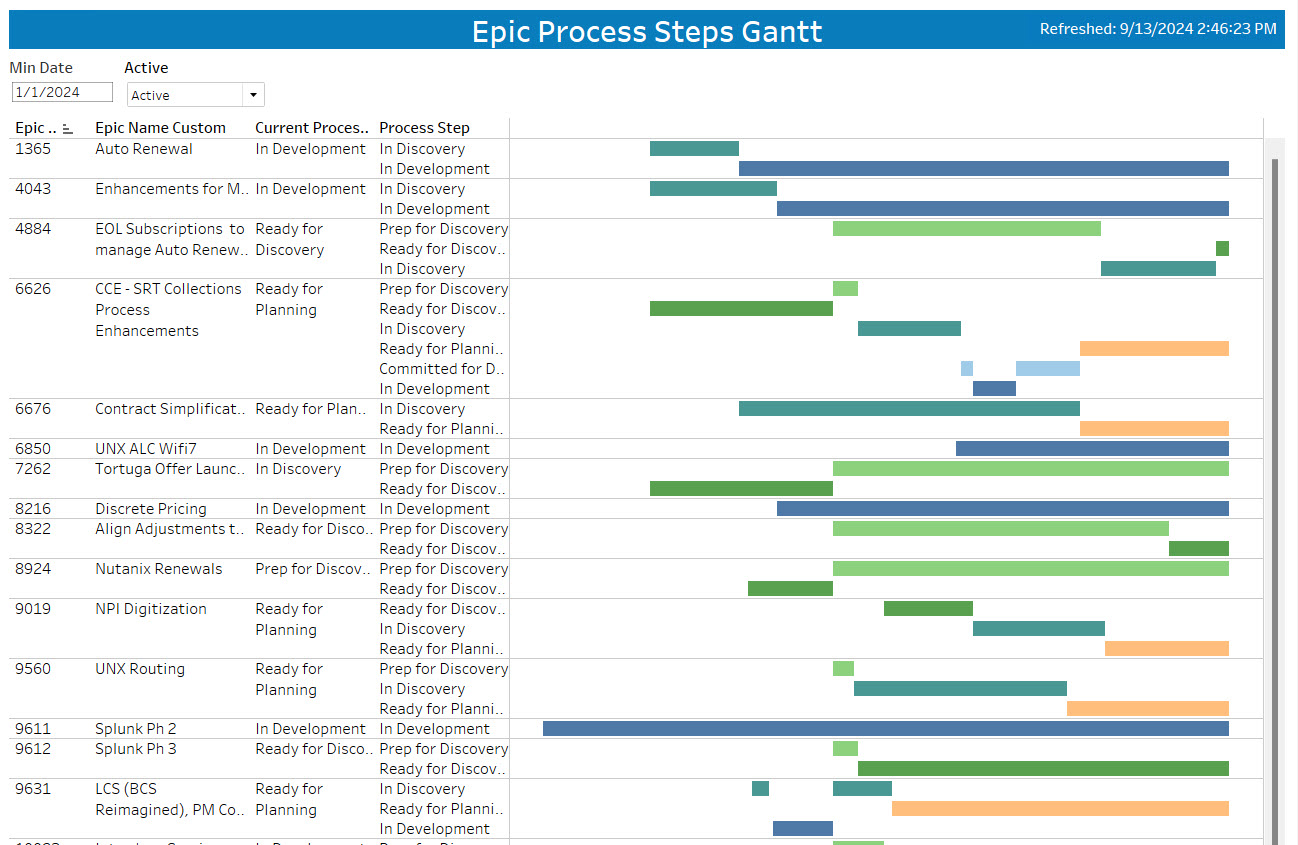 Epic Process Steps Gantt
Refreshed: 9/13/2024 2:46:23 PM
Min Date
Active
1/1/2024
Active
Epic .. Epic Name Custom Current Proces.. Process Step
1365 Auto Renewal In Development In Discovery
In Development
4043 Enhancements for M.. In Development In Discovery
In Development
4884 EOL Subscriptions to Ready for Prep for Discovery
manage Auto Renew.. Discovery Ready for Discov..
In Discovery
6626 CCE - SRT Collections Ready for Prep for Discovery
Process Planning Ready for Discov..
Enhancements In Discovery
Ready for Planni..
Committed for D..
In Development
6676 Contract Simplificat.. Ready for Plan.. In Discovery
Ready for Planni..
6850 UNX ALC Wifi7 In Development In Development
7262 Tortuga Offer Launc.. In Discovery Prep for Discovery
Ready for Discov..
8216 Discrete Pricing In Development In Development
8322 Align Adjustments t.. Ready for Disco.. Prep for Discovery
Ready for Discov..
8924 Nutanix Renewals Prep for Discov.. Prep for Discovery
Ready for Discov..
9019 NPI Digitization Ready for Ready for Discov..
Planning In Discovery
Ready for Planni..
9560 UNX Routing Ready for Prep for Discovery
Planning In Discovery
Ready for Planni..
9611 Splunk Ph 2 In Development In Development
9612 Splunk Ph 3 Ready for Disco.. Prep for Discovery
Ready for Discov..
9631 LCS (BCS Ready for In Discovery
Reimagined), PM Co.. Planning Ready for Planni..
In Development